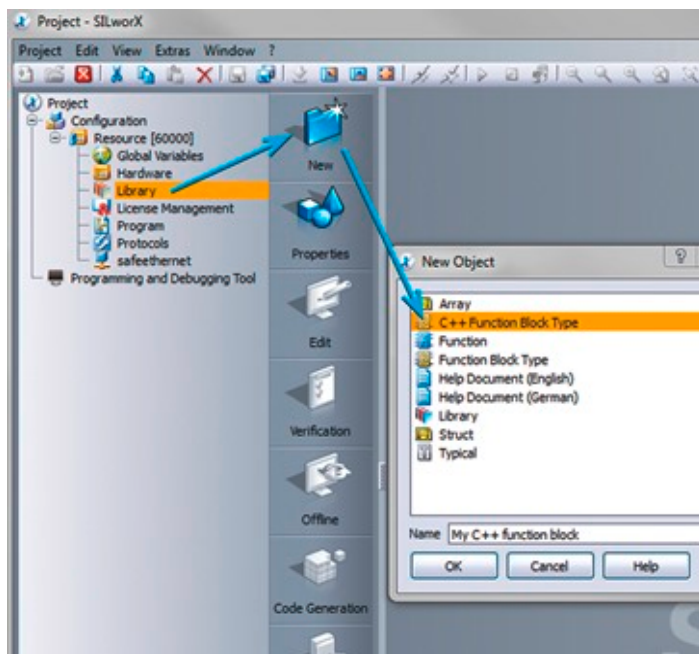 Project - SILworX
Project Edit View Extras Window ?
Project
Configuration
Resource [60000]
Global Variables
Hardware
Library
License Management
Program
Protocols
safeethernet
Programming and Debugging Tool
New
Properties
Edit
Verification
Offline
Code Generation
New Object
Array
C++ Function Block Type
Function
Function Block Type
Help Document (English)
Help Document (German)
Library
Struct
Typical
Name My C++ function block
OK Cancel Help